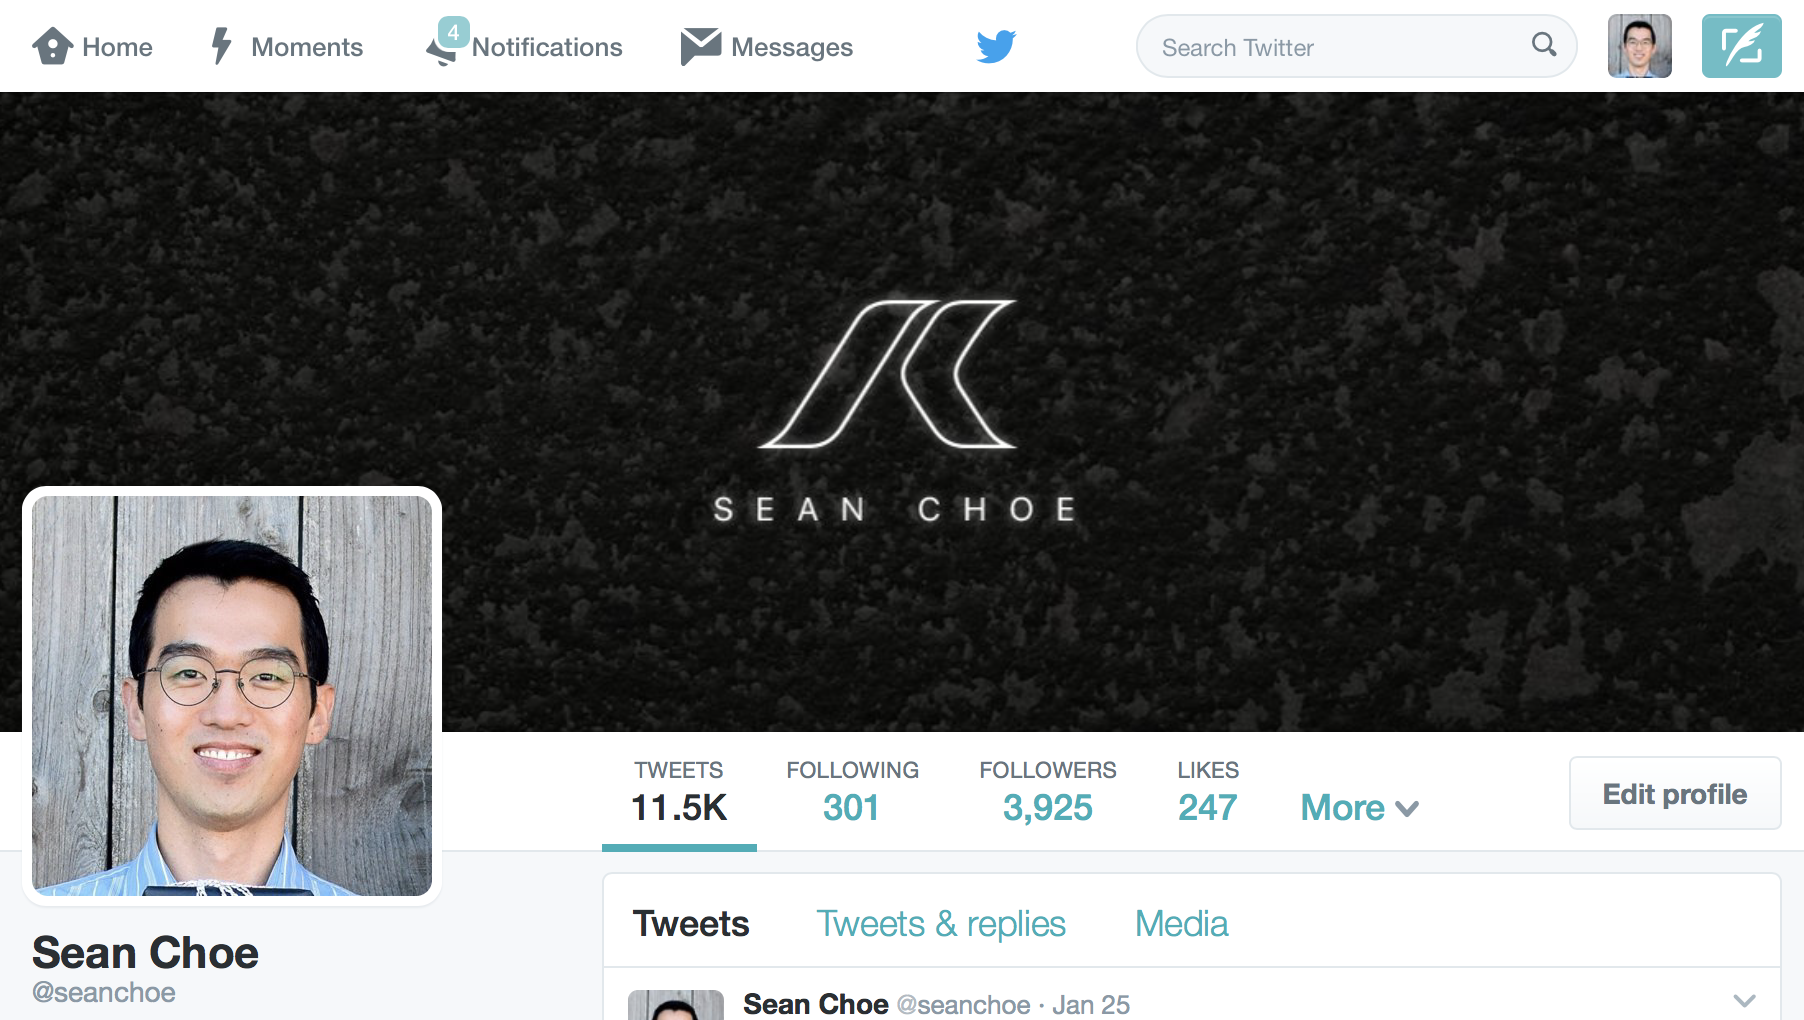 Home Moments 4 Notifications Messages Search Twitter
SEAN CHOE
TWEETS FOLLOWING FOLLOWERS LIKES
11.5K 301 3,925 247 More Edit profile
Tweets Tweets & replies Media
Sean Choe
@seanchoe
Sean Choe @seanchoe · Jan 25